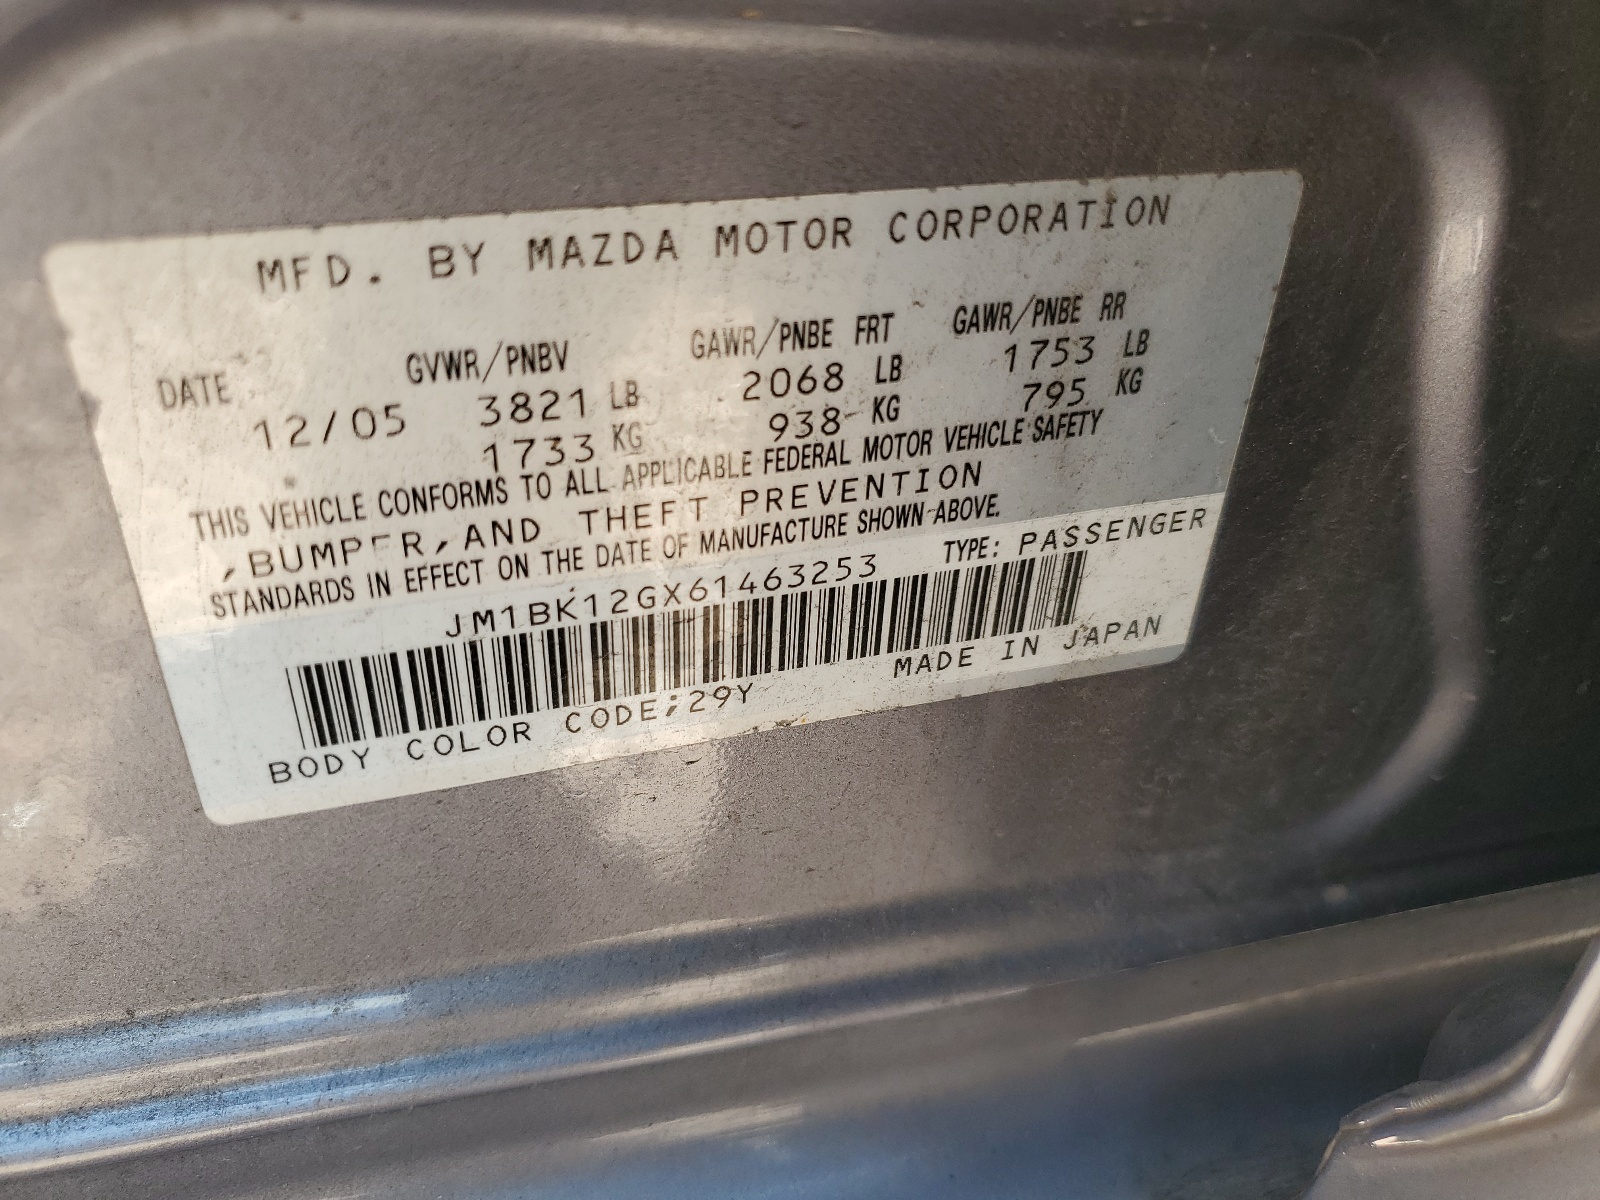 MFD. BY MAZDA MOTOR CORPORATION
DATE GVWR/PNBV GAWR/PNBE FRT GAWR/PNBE RR
12/05 3821 LB 2068 LB 1753 LB
1733 KG 938 KG 795 KG
THIS VEHICLE CONFORMS TO ALL APPLICABLE FEDERAL MOTOR VEHICLE SAFETY
,BUMPER,AND THEFT PREVENTION
STANDARDS IN EFFECT ON THE DATE OF MANUFACTURE SHOWN ABOVE.
JM1BK12GX61463253 TYPE: PASSENGER
BODY COLOR CODE;29Y MADE IN JAPAN